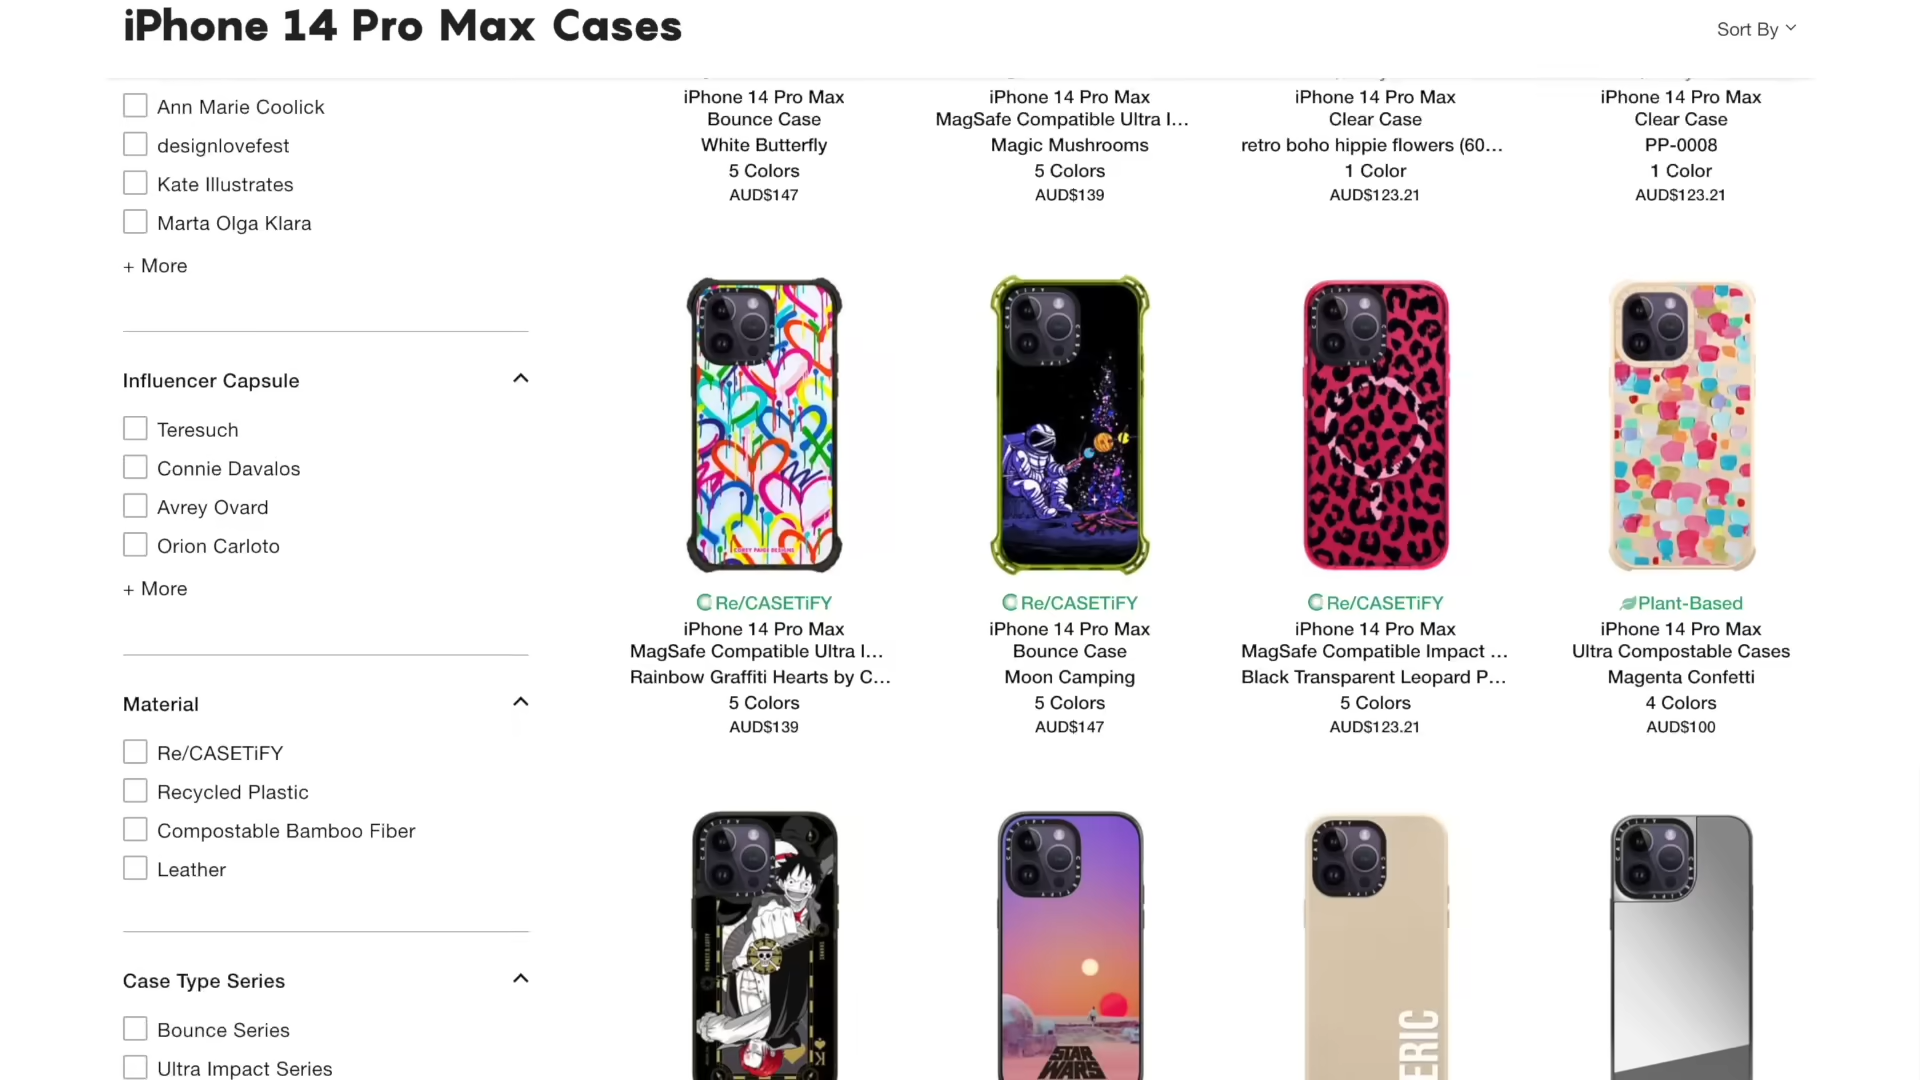 iPhone 14 Pro Max Cases
Sort By
Ann Marie Coolick
designlovefest
Kate Illustrates
Marta Olga Klara
+ More
Influencer Capsule
Teresuch
Connie Davalos
Avrey Ovard
Orion Carloto
+ More
Material
Re/CASETiFY
Recycled Plastic
Compostable Bamboo Fiber
Leather
Case Type Series
Bounce Series
Ultra Impact Series
iPhone 14 Pro Max
Bounce Case
White Butterfly
5 Colors
AUD$147
iPhone 14 Pro Max
MagSafe Compatible Ultra I...
Magic Mushrooms
5 Colors
AUD$139
iPhone 14 Pro Max
Clear Case
retro boho hippie flowers (60...
1 Color
AUD$123.21
iPhone 14 Pro Max
Clear Case
PP-0008
1 Color
AUD$123.21
COREY PAIGE DESIGNS
Re/CASETiFY
iPhone 14 Pro Max
MagSafe Compatible Ultra I...
Rainbow Graffiti Hearts by C...
5 Colors
AUD$139
Re/CASETiFY
iPhone 14 Pro Max
Bounce Case
Moon Camping
5 Colors
AUD$147
Re/CASETiFY
iPhone 14 Pro Max
MagSafe Compatible Impact ...
Black Transparent Leopard P...
5 Colors
AUD$123.21
Plant-Based
iPhone 14 Pro Max
Ultra Compostable Cases
Magenta Confetti
4 Colors
AUD$100
K
STAR
WARS
ERIC